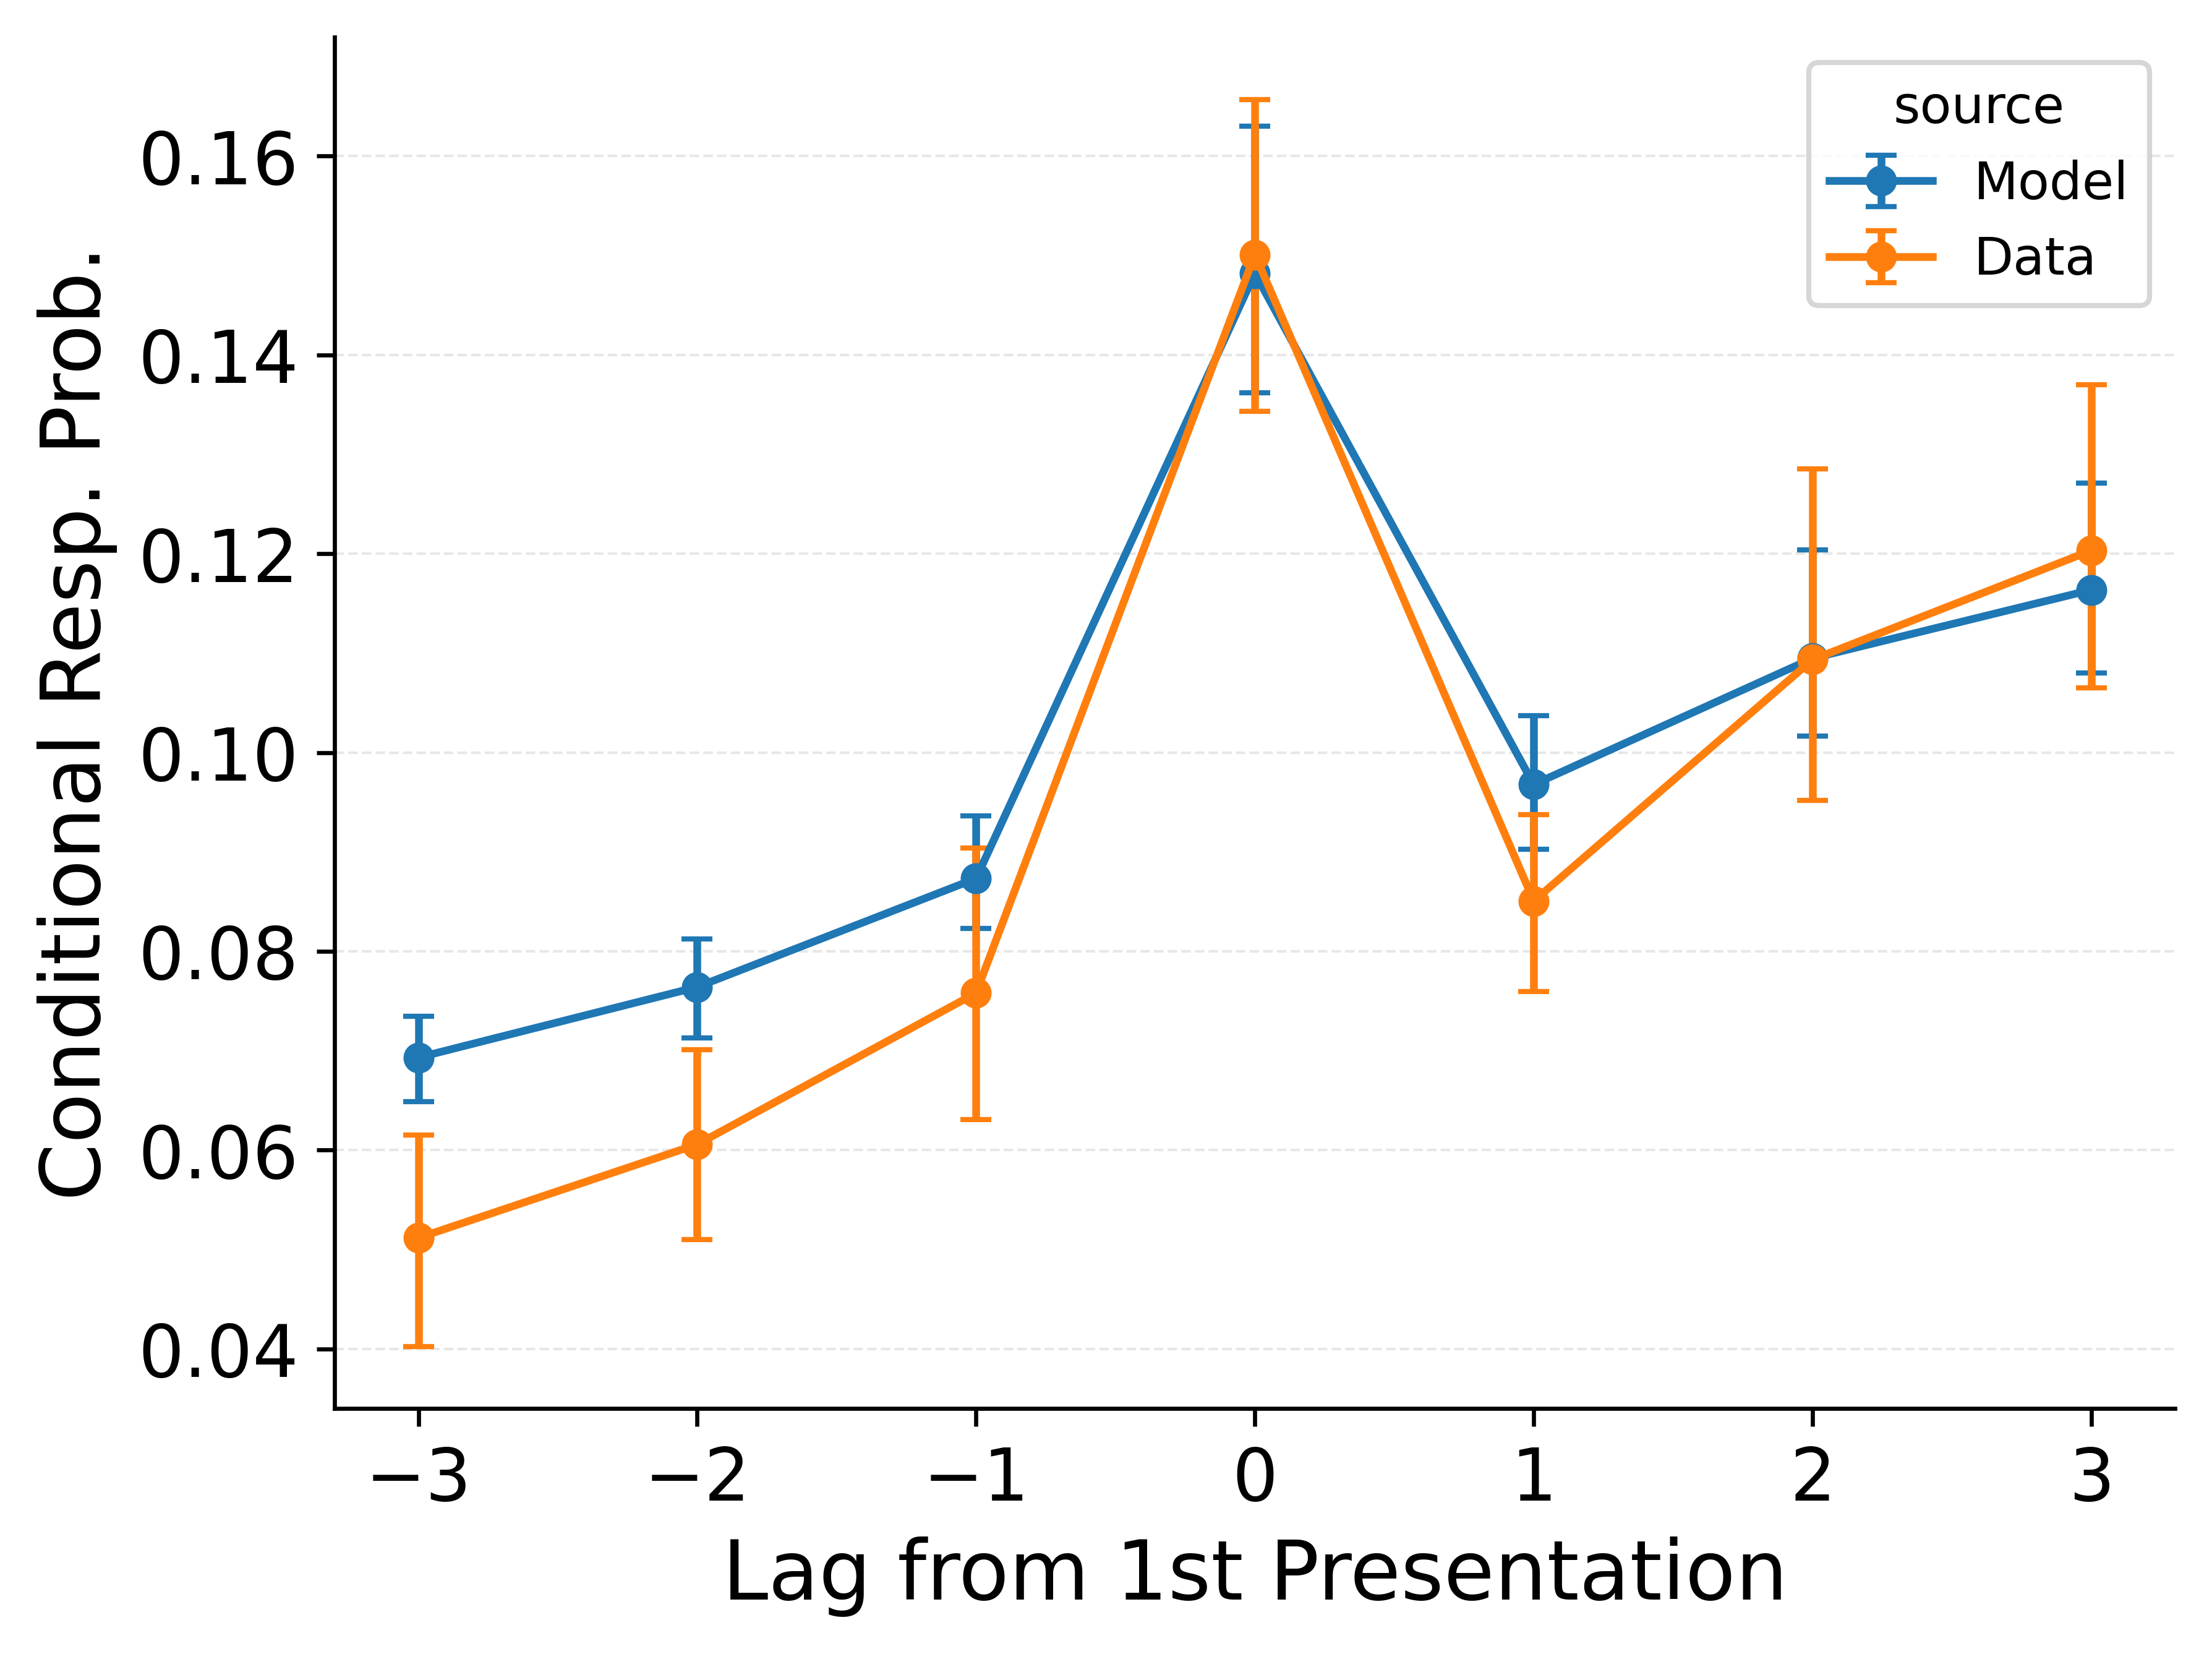 source
Model
Data
Conditional Resp. Prob.
0.16
0.14
0.12
0.10
0.08
0.06
0.04
−3 −2 −1 0 1 2 3
Lag from 1st Presentation